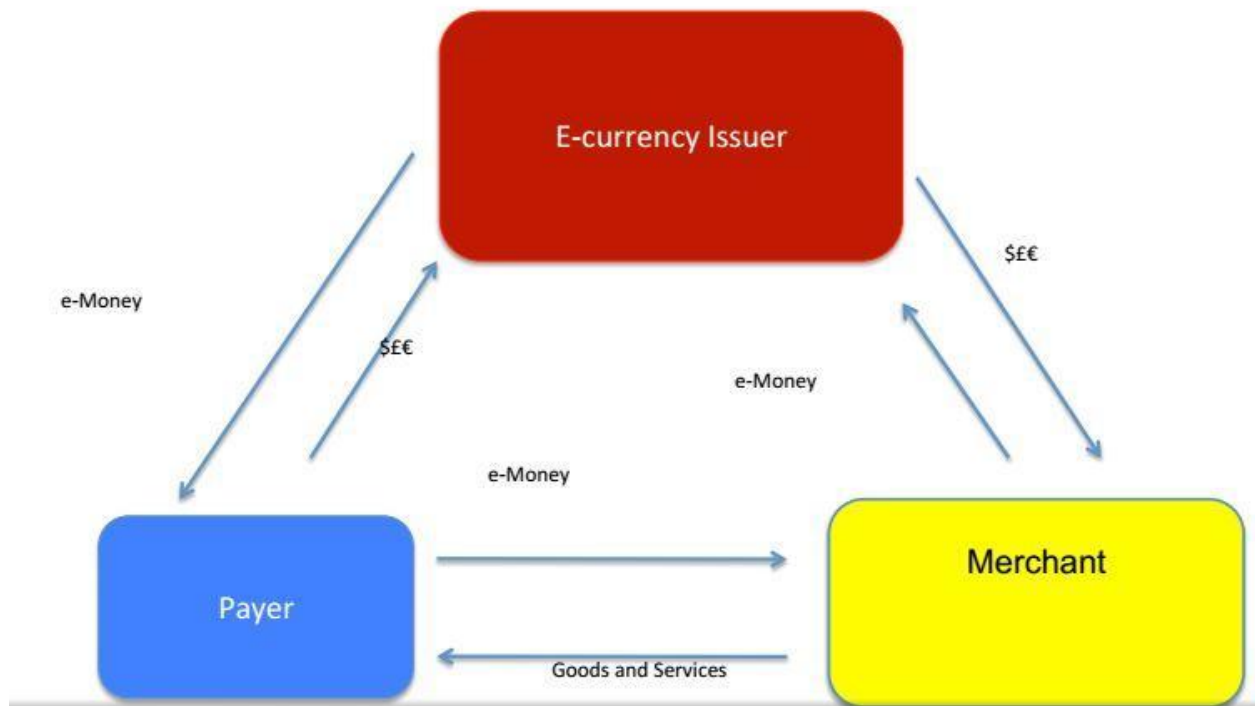 E-currency Issuer
$£€
e-Money
$£€
e-Money
e-Money
Merchant
Payer
Goods and Services